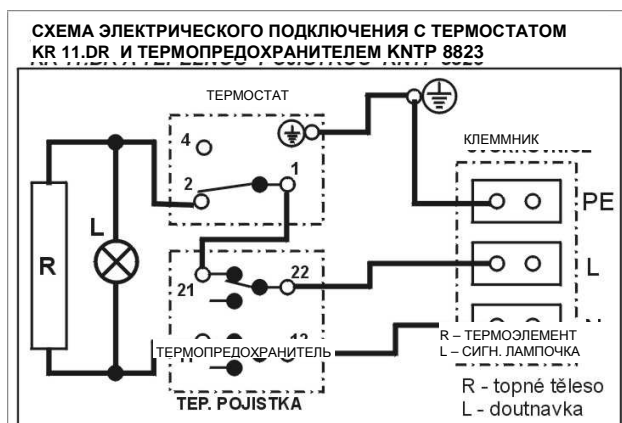 СХЕМА ЭЛЕКТРИЧЕСКОГО ПОДКЛЮЧЕНИЯ С ТЕРМОСТАТОМ
KR 11.DR И ТЕРМОПРЕДОХРАНИТЕЛЕМ KNTP 8823
ТЕРМОСТАТ
КЛЕММНИК
4
1
2
PE
L
R
21
22
L
ТЕРМОПРЕДОХРАНИТЕЛЬ
R – ТЕРМОЭЛЕМЕНТ
L – СИГН. ЛАМПОЧКА
TEP. POJISTKA
R - topné těleso
L - doutnavka